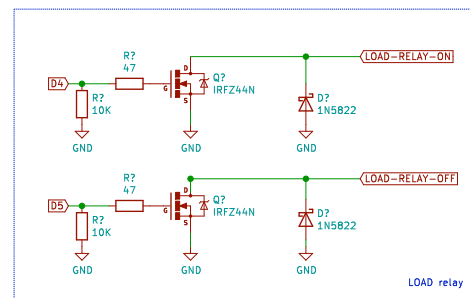 R?
47
D4
R?
10K
GND
D
G
S
Q?
IRFZ44N
GND
LOAD-RELAY-ON
D?
1N5822
GND
R?
47
D5
R?
10K
GND
D
G
S
Q?
IRFZ44N
GND
LOAD-RELAY-OFF
D?
1N5822
GND
LOAD relay